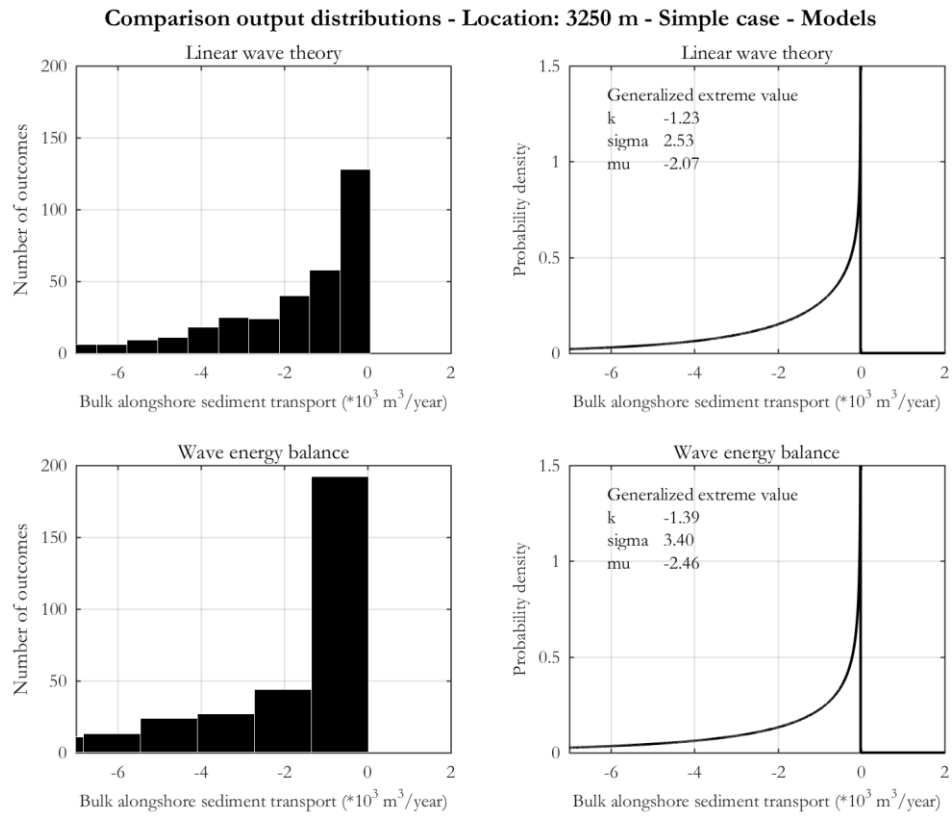 Comparison output distributions - Location: 3250 m - Simple case - Models
Linear wave theory
200
150
100
50
0
Number of outcomes
-6 -4 -2 0 2
Bulk alongshore sediment transport (*10³ m³/year)
Linear wave theory
1.5
1
0.5
0
Probability density
Generalized extreme value
k -1.23
sigma 2.53
mu -2.07
-6 -4 -2 0 2
Bulk alongshore sediment transport (*10³ m³/year)
Wave energy balance
200
150
100
50
0
Number of outcomes
-6 -4 -2 0 2
Bulk alongshore sediment transport (*10³ m³/year)
Wave energy balance
1.5
1
0.5
0
Probability density
Generalized extreme value
k -1.39
sigma 3.40
mu -2.46
-6 -4 -2 0 2
Bulk alongshore sediment transport (*10³ m³/year)